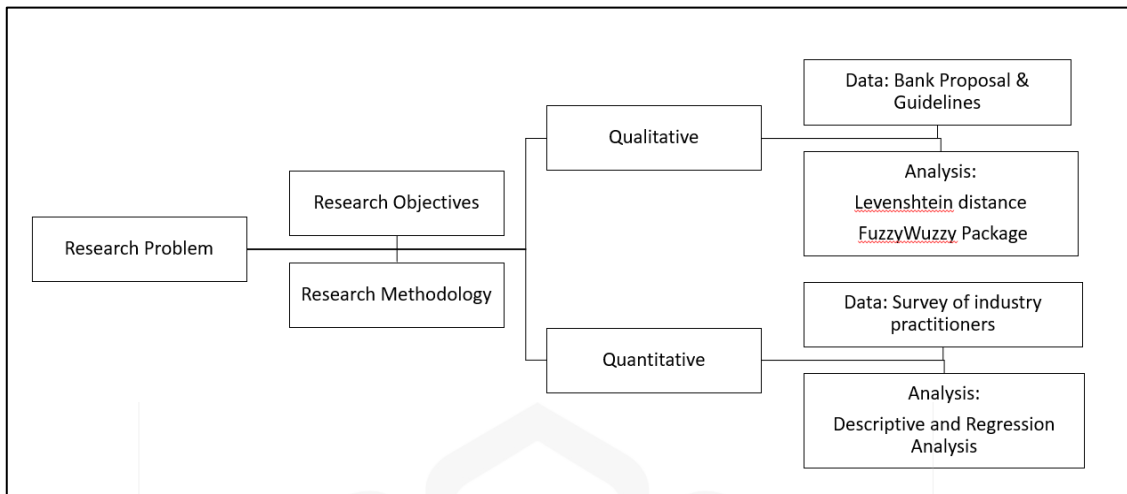 Research Problem
Research Objectives
Research Methodology
Qualitative
Data: Bank Proposal &
Guidelines
Analysis:
Levenshtein distance
FuzzyWuzzy Package
Quantitative
Data: Survey of industry
practitioners
Analysis:
Descriptive and Regression
Analysis